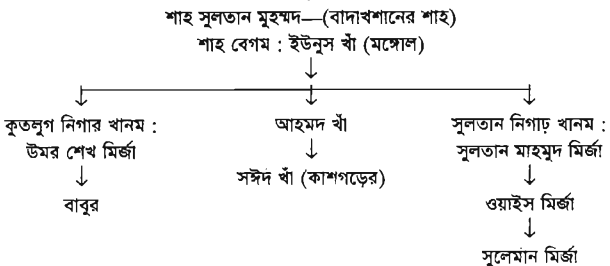 শাহ সুলতান মুহম্মদ—(বাদাখশানের শাহ)
শাহ বেগম : ইউনুস খাঁ (মঙ্গোল)
কুতলুগ নিগার খানম :
উমর শেখ মির্জা
বাবুর
আহমদ খাঁ
সঈদ খাঁ (কাশগড়ের)
সুলতান নিগাঢ় খানম :
সুলতান মাহমুদ মির্জা
ওয়াইস মির্জা
সুলেমান মির্জা